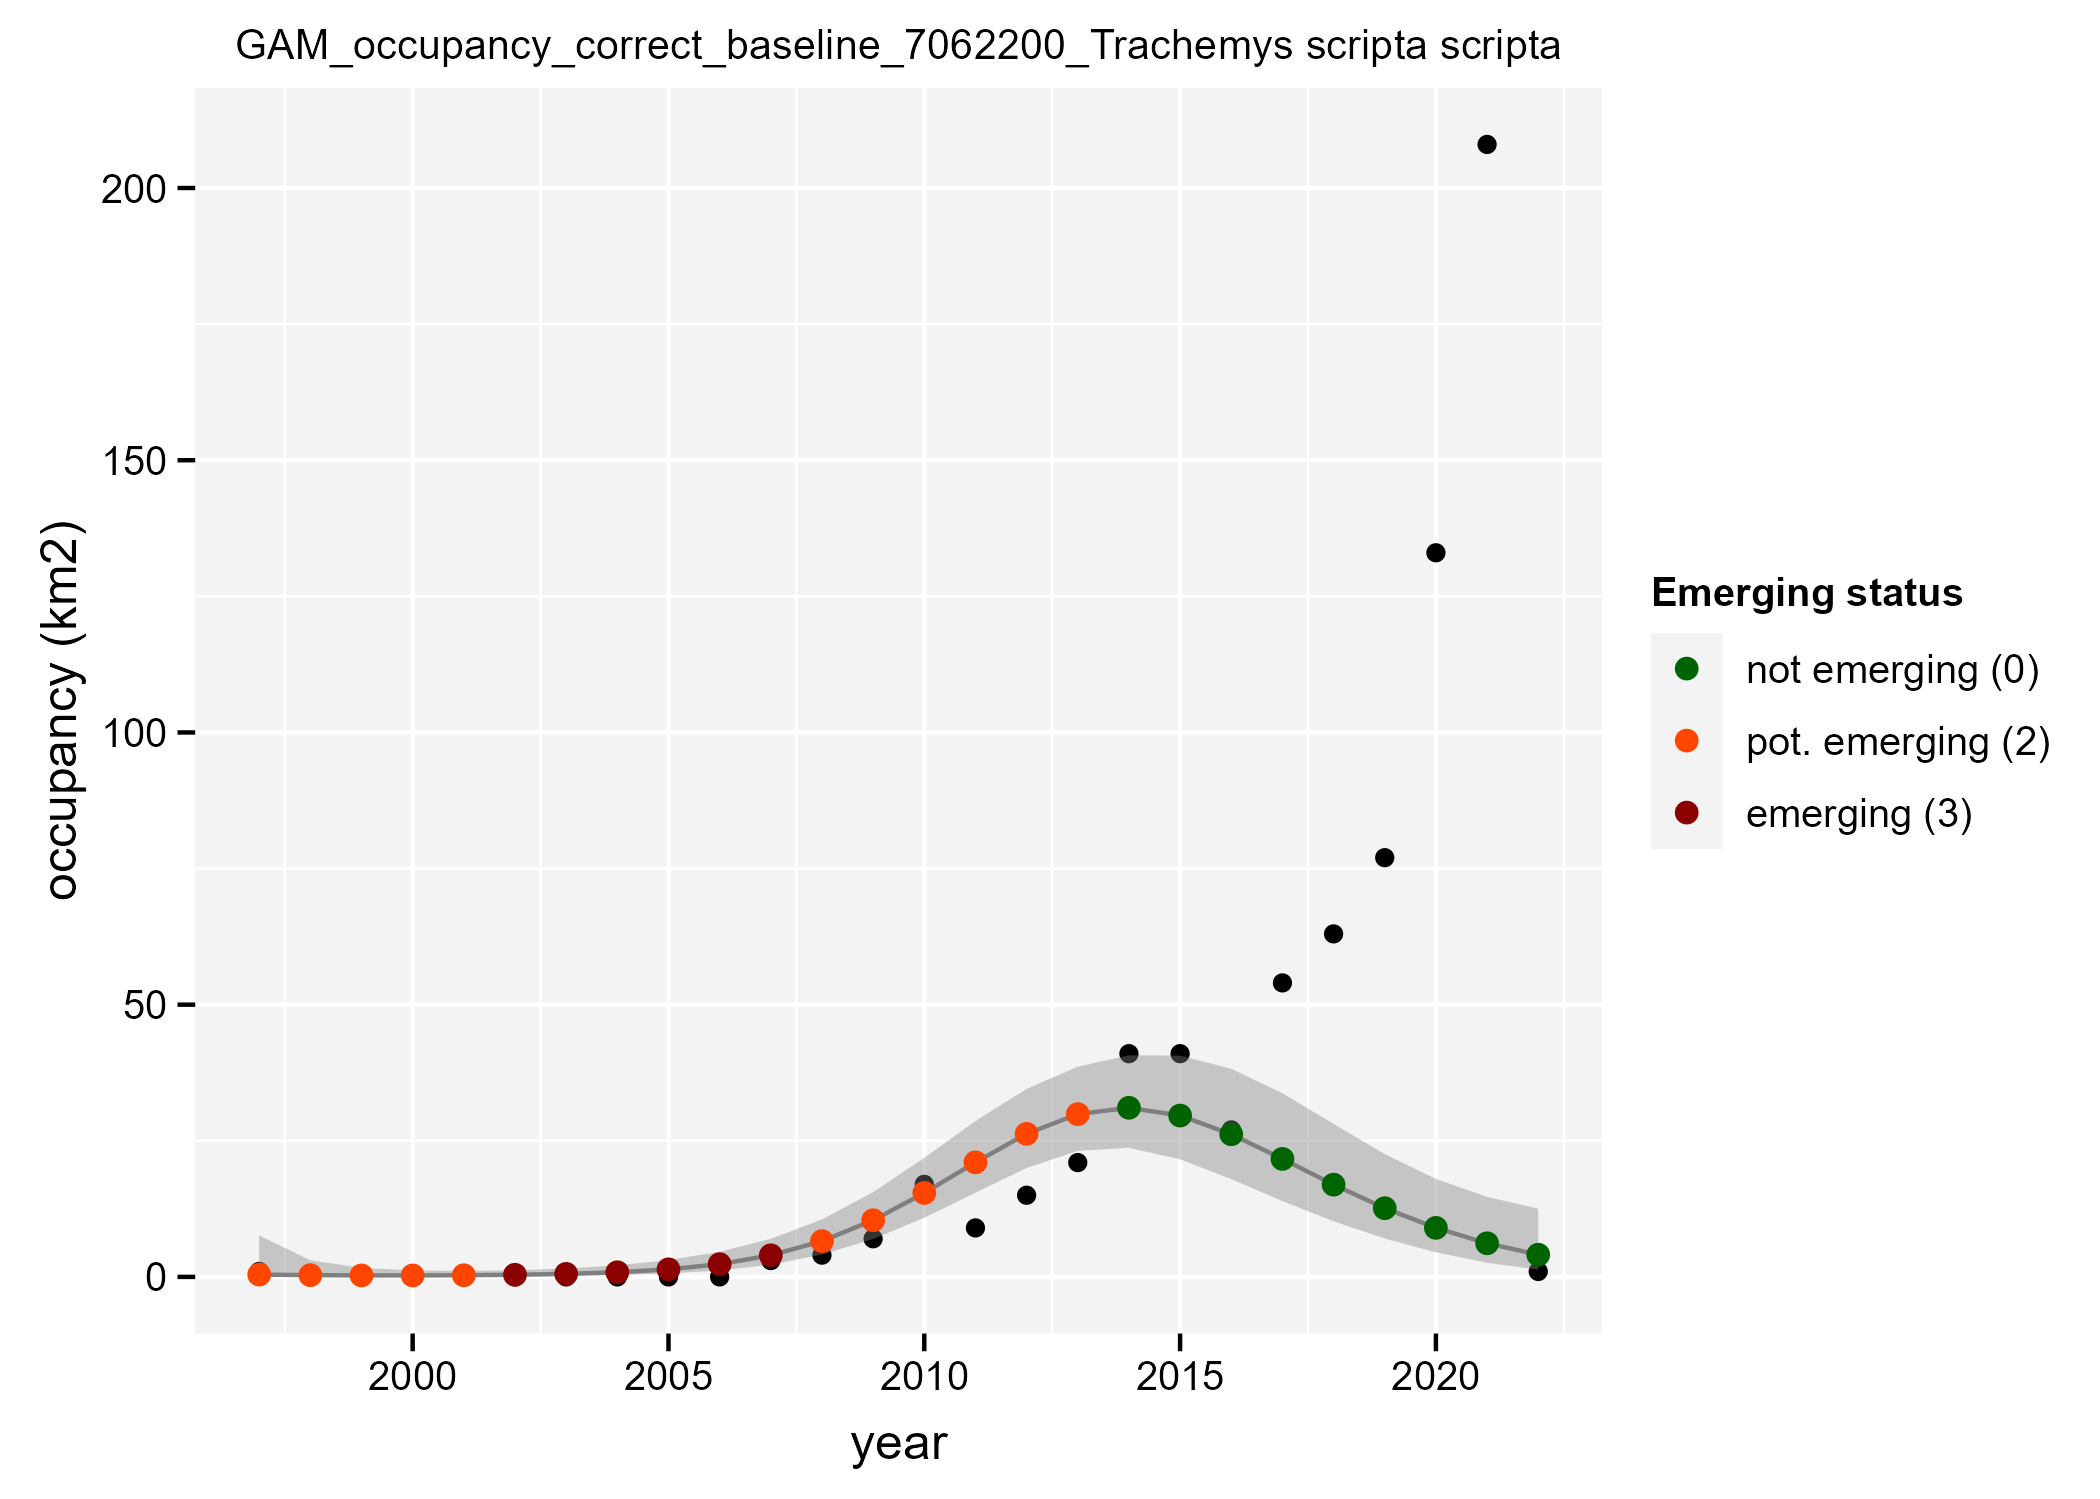 GAM_occupancy_correct_baseline_7062200_Trachemys scripta scripta
occupancy (km2)
200
150
100
50
0
2000 2005 2010 2015 2020
year
Emerging status
not emerging (0)
pot. emerging (2)
emerging (3)